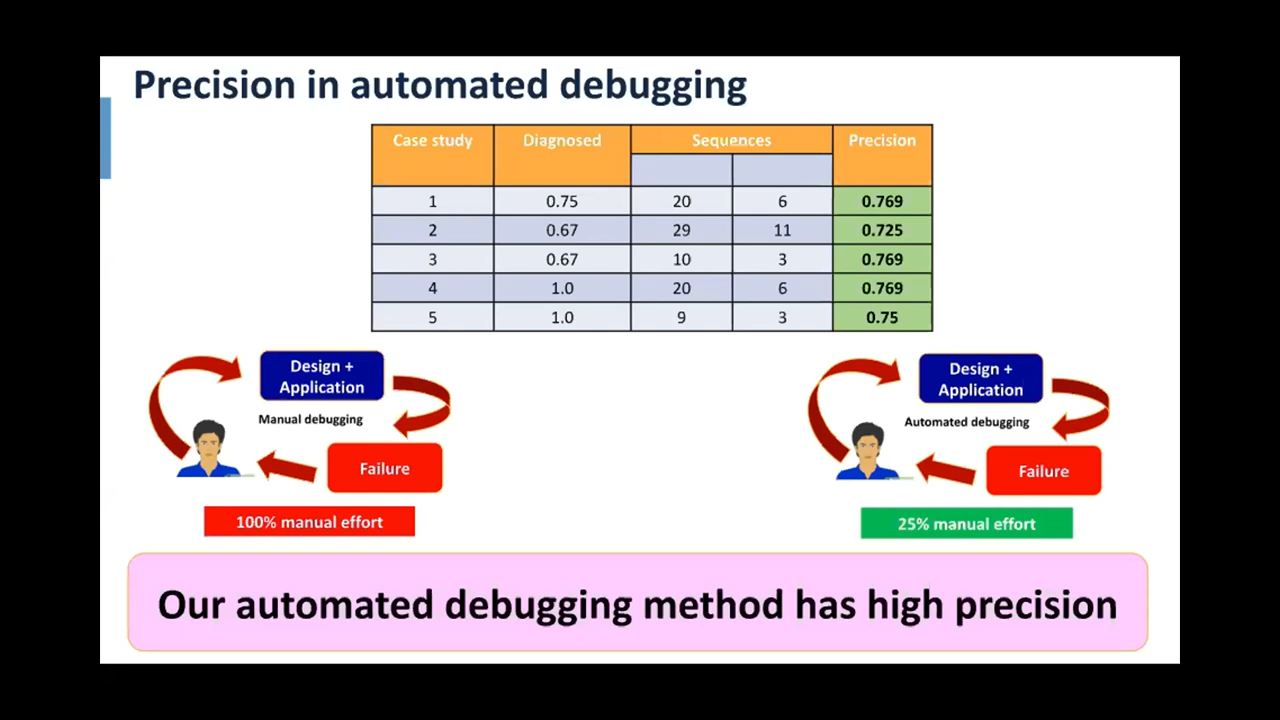 Precision in automated debugging
Case study Diagnosed Sequences Precision
1 0.75 20 6 0.769
2 0.67 29 11 0.725
3 0.67 10 3 0.769
4 1.0 20 6 0.769
5 1.0 9 3 0.75
Design +
Application
Manual debugging
Failure
100% manual effort
Design +
Application
Automated debugging
Failure
25% manual effort
Our automated debugging method has high precision